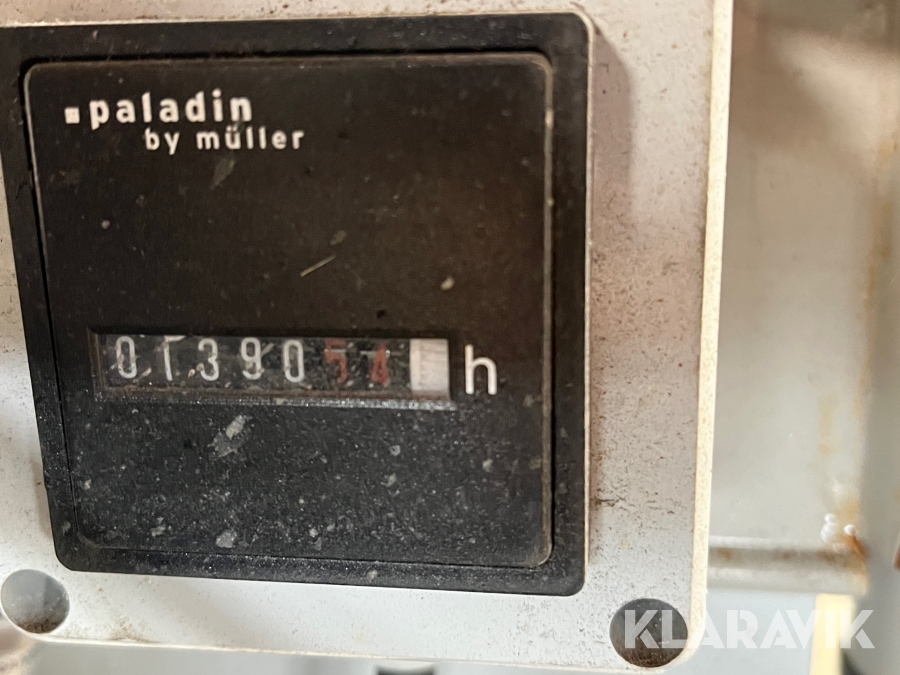 paladin
by müller
01390 h
KLARAVIK